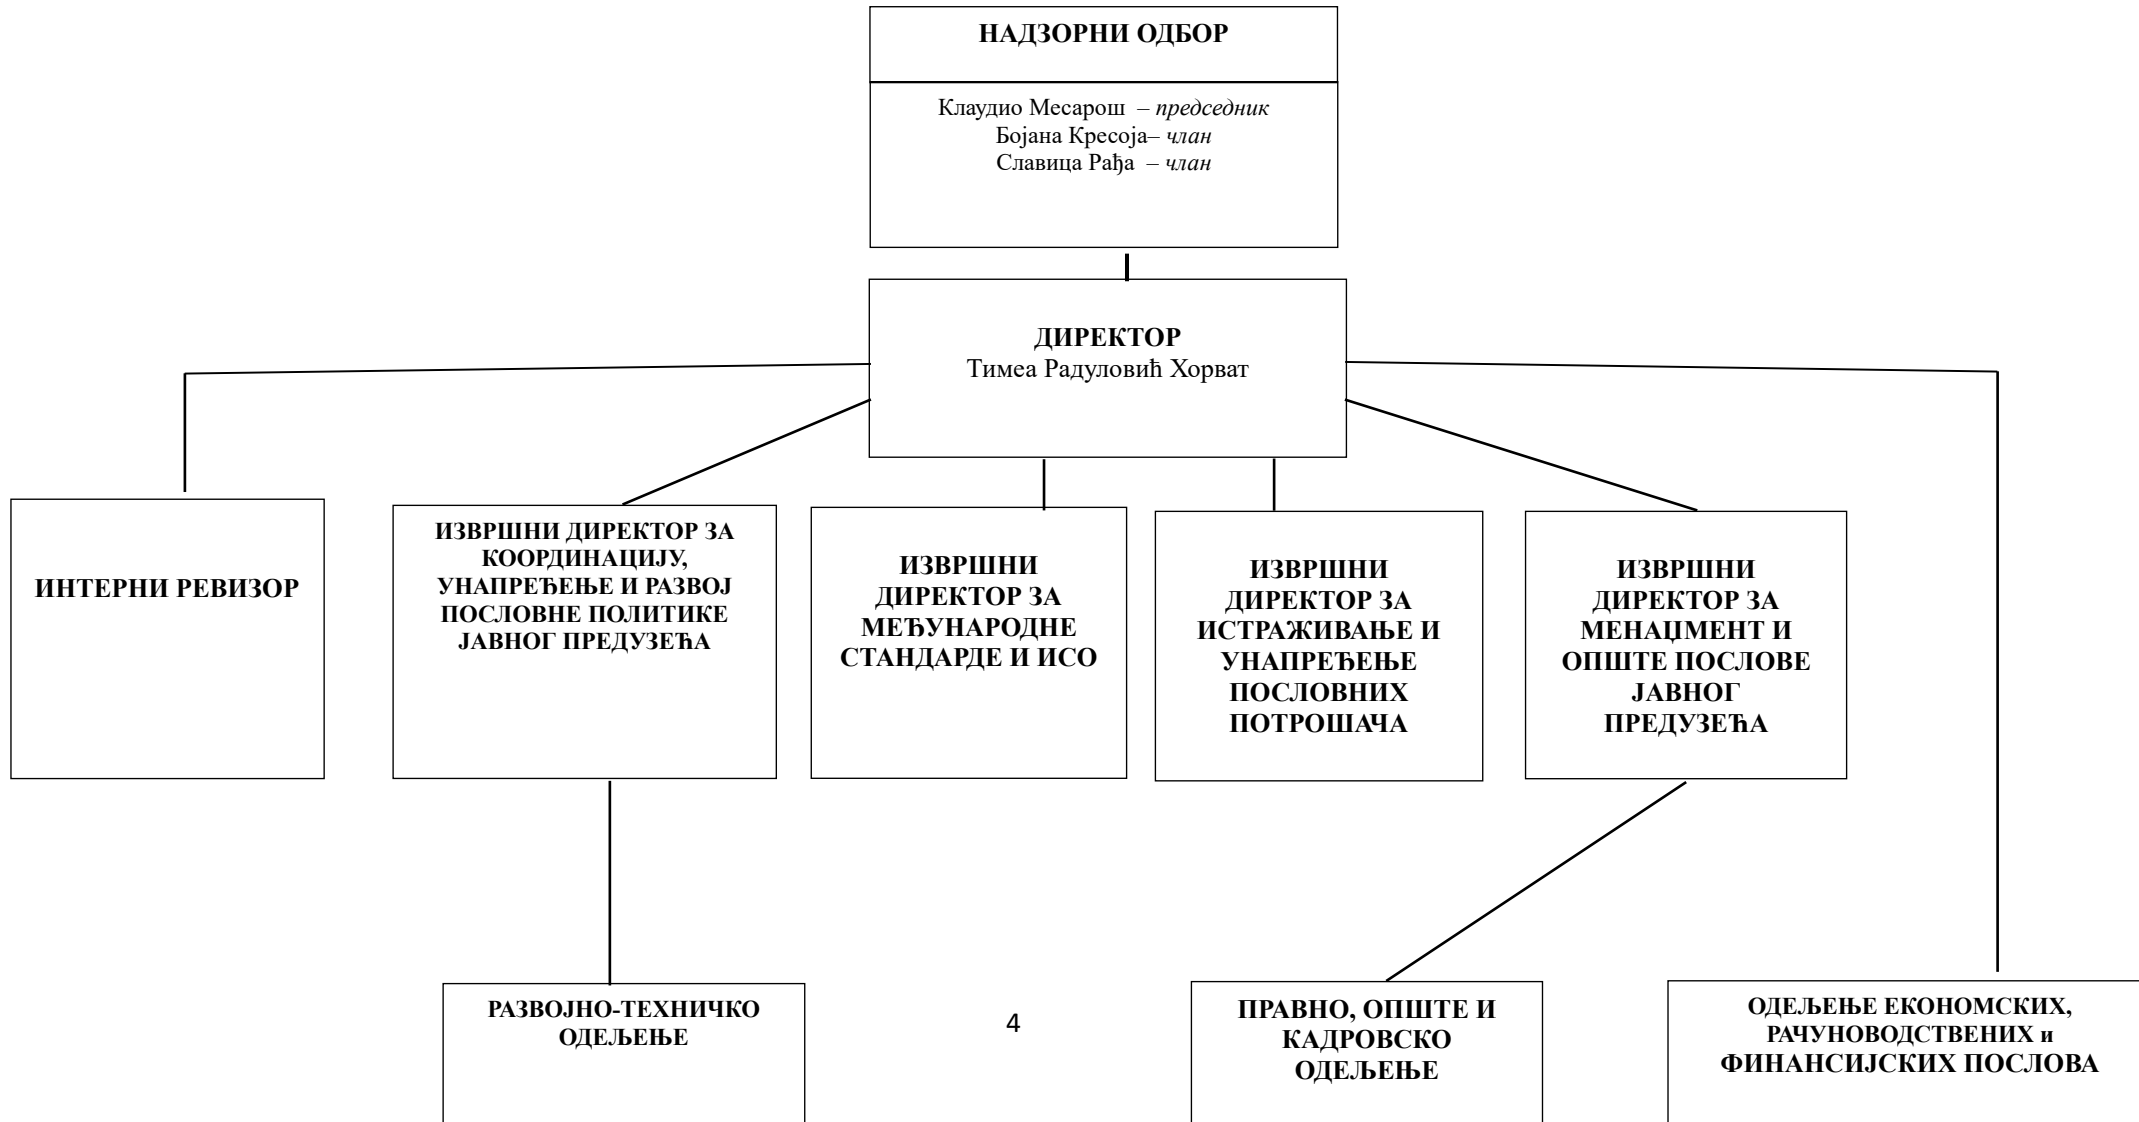 НАДЗОРНИ ОДБОР
Клаудио Месарош – председник
Бојана Кресоја– члан
Славица Рађа – члан
ДИРЕКТОР
Тимеа Радуловић Хорват
ИНТЕРНИ РЕВИЗОР
ИЗВРШНИ ДИРЕКТОР ЗА
КООРДИНАЦИЈУ,
УНАПРЕЂЕЊЕ И РАЗВОЈ
ПОСЛОВНЕ ПОЛИТИКЕ
ЈАВНОГ ПРЕДУЗЕЋА
ИЗВРШНИ
ДИРЕКТОР ЗА
МЕЂУНАРОДНЕ
СТАНДАРДЕ И ИСО
ИЗВРШНИ
ДИРЕКТОР ЗА
ИСТРАЖИВАЊЕ И
УНАПРЕЂЕЊЕ
ПОСЛОВНИХ
ПОТРОШАЧА
ИЗВРШНИ
ДИРЕКТОР ЗА
МЕНАЏМЕНТ И
ОПШТЕ ПОСЛОВЕ
ЈАВНОГ
ПРЕДУЗЕЋА
РАЗВОЈНО-ТЕХНИЧКО
ОДЕЉЕЊЕ
4
ПРАВНО, ОПШТЕ И
КАДРОВСКО
ОДЕЉЕЊЕ
ОДЕЉЕЊЕ ЕКОНОМСКИХ,
РАЧУНОВОДСТВЕНИХ и
ФИНАНСИЈСКИХ ПОСЛОВА